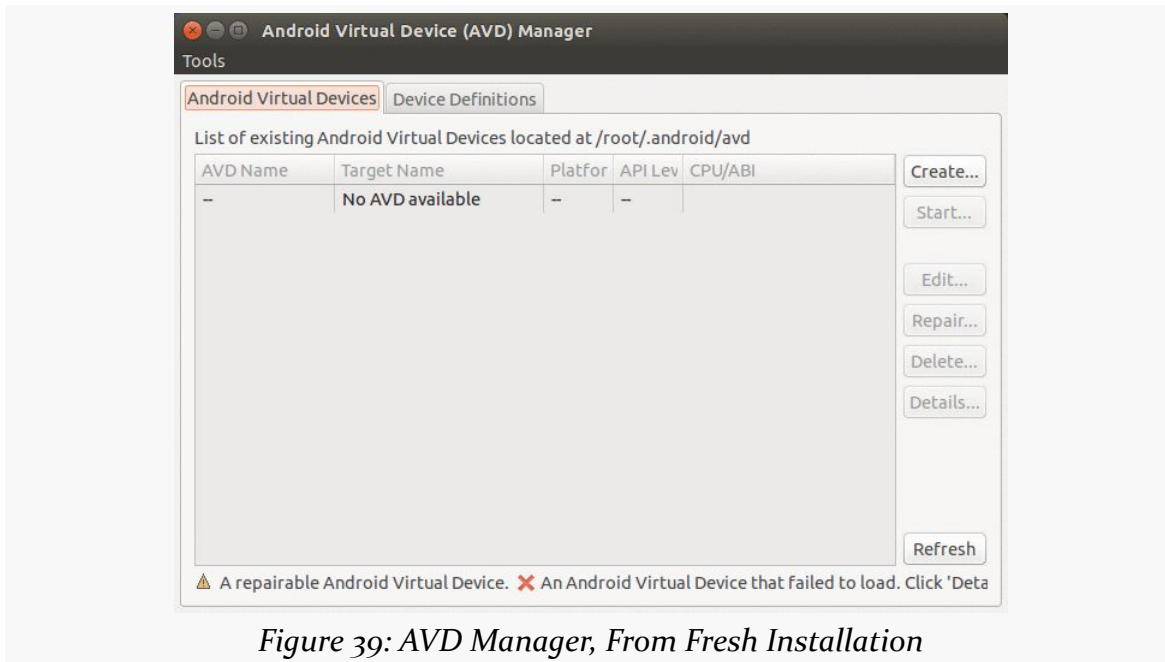 Android Virtual Device (AVD) Manager
Tools
Android Virtual Devices Device Definitions
List of existing Android Virtual Devices located at /root/.android/avd
AVD Name Target Name Platfor API Lev CPU/ABI
-- No AVD available -- --
Create...
Start...
Edit...
Repair...
Delete...
Details...
Refresh
A repairable Android Virtual Device. An Android Virtual Device that failed to load. Click 'Deta
Figure 39: AVD Manager, From Fresh Installation